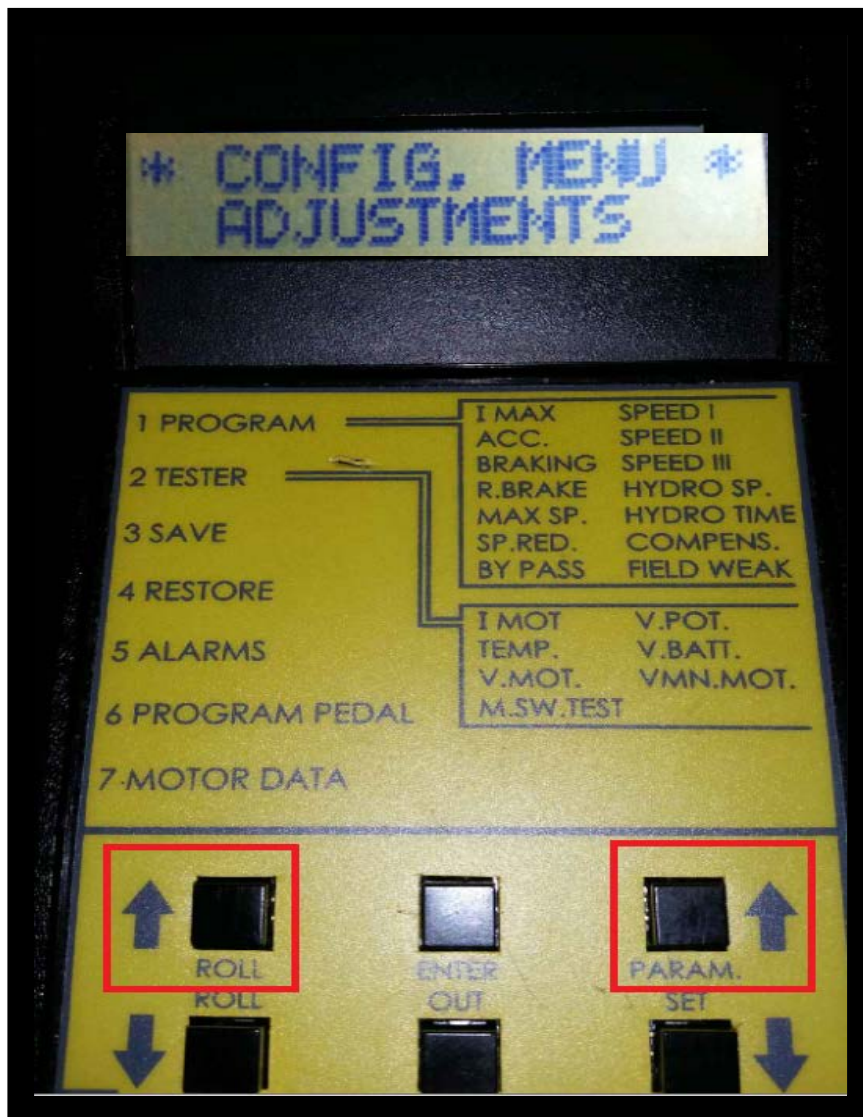 * CONFIG. MENU *
ADJUSTMENTS
1 PROGRAM
2 TESTER
3 SAVE
4 RESTORE
5 ALARMS
6 PROGRAM PEDAL
7 MOTOR DATA
I MAX SPEED I
ACC. SPEED II
BRAKING SPEED III
R.BRAKE HYDRO SP.
MAX SP. HYDRO TIME
SP.RED. COMPENS.
BY PASS FIELD WEAK
I MOT V.POT.
TEMP. V.BATT.
V.MOT. VMN.MOT.
M.SW.TEST
ROLL ENTER PARAM.
ROLL OUT SET